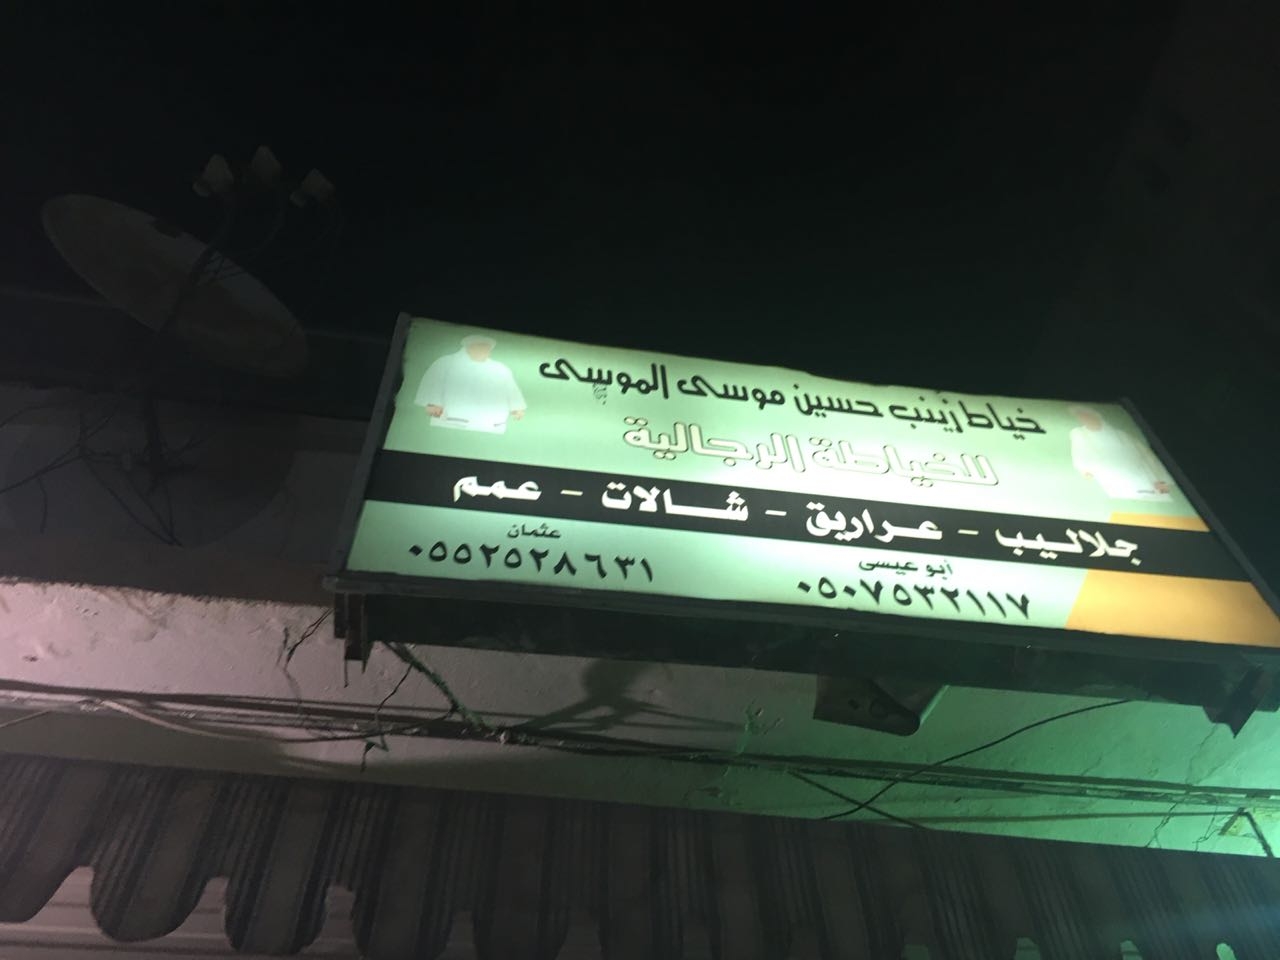 خياط زينب حسين موسى الموسى
للخياطة الرجالية
جلاليب - عراريق - شالات - عمم
أبو عيسى
٠٥٠٧٥٣٢١١٧
عثمان
٠٥٥٢٥٢٨٦٣١